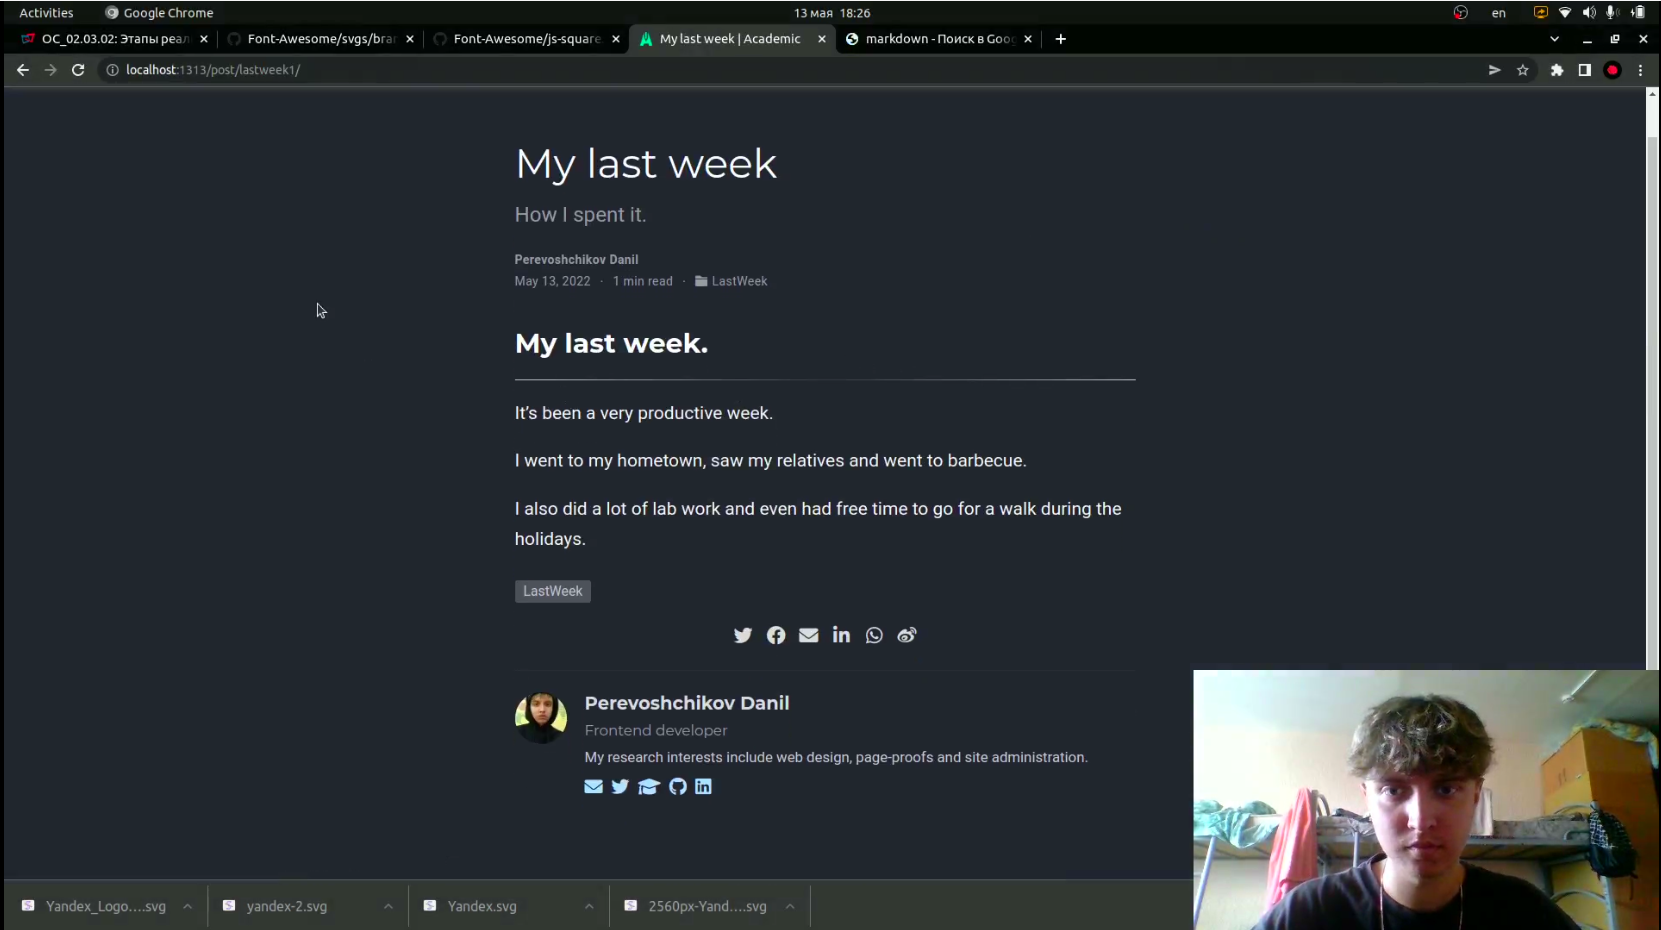 Activities
Google Chrome
13 мая 18:26
en
ОС_02.03.02: Этапы реал
Font-Awesome/svgs/bra
Font-Awesome/js-square.
My last week | Academic
markdown - Поиск в Goog
localhost:1313/post/lastweek1/
My last week
How I spent it.
Perevoshchikov Danil
May 13, 2022 · 1 min read · LastWeek
My last week.
It’s been a very productive week.
I went to my hometown, saw my relatives and went to barbecue.
I also did a lot of lab work and even had free time to go for a walk during the
holidays.
LastWeek
Perevoshchikov Danil
Frontend developer
My research interests include web design, page-proofs and site administration.
Yandex_Logo....svg
yandex-2.svg
Yandex.svg
2560px-Yand....svg